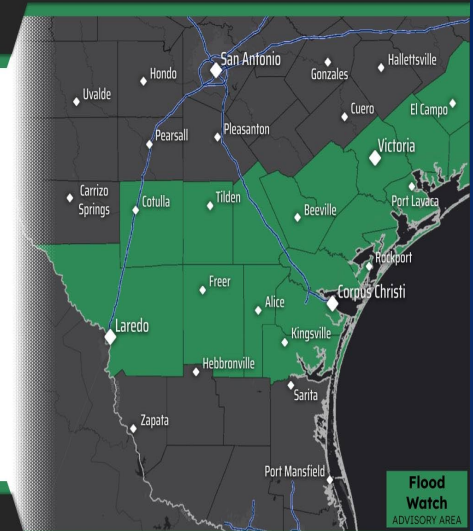 San Antonio
Hondo
Gonzales
Hallettsville
Uvalde
Cuero
El Campo
Pearsall
Pleasanton
Victoria
Carrizo
Springs
Cotulla
Tilden
Beeville
Port Lavaca
Rockport
Freer
Alice
Corpus Christi
Laredo
Kingsville
Hebbronville
Sarita
Zapata
Port Mansfield
Flood
Watch
ADVISORY AREA